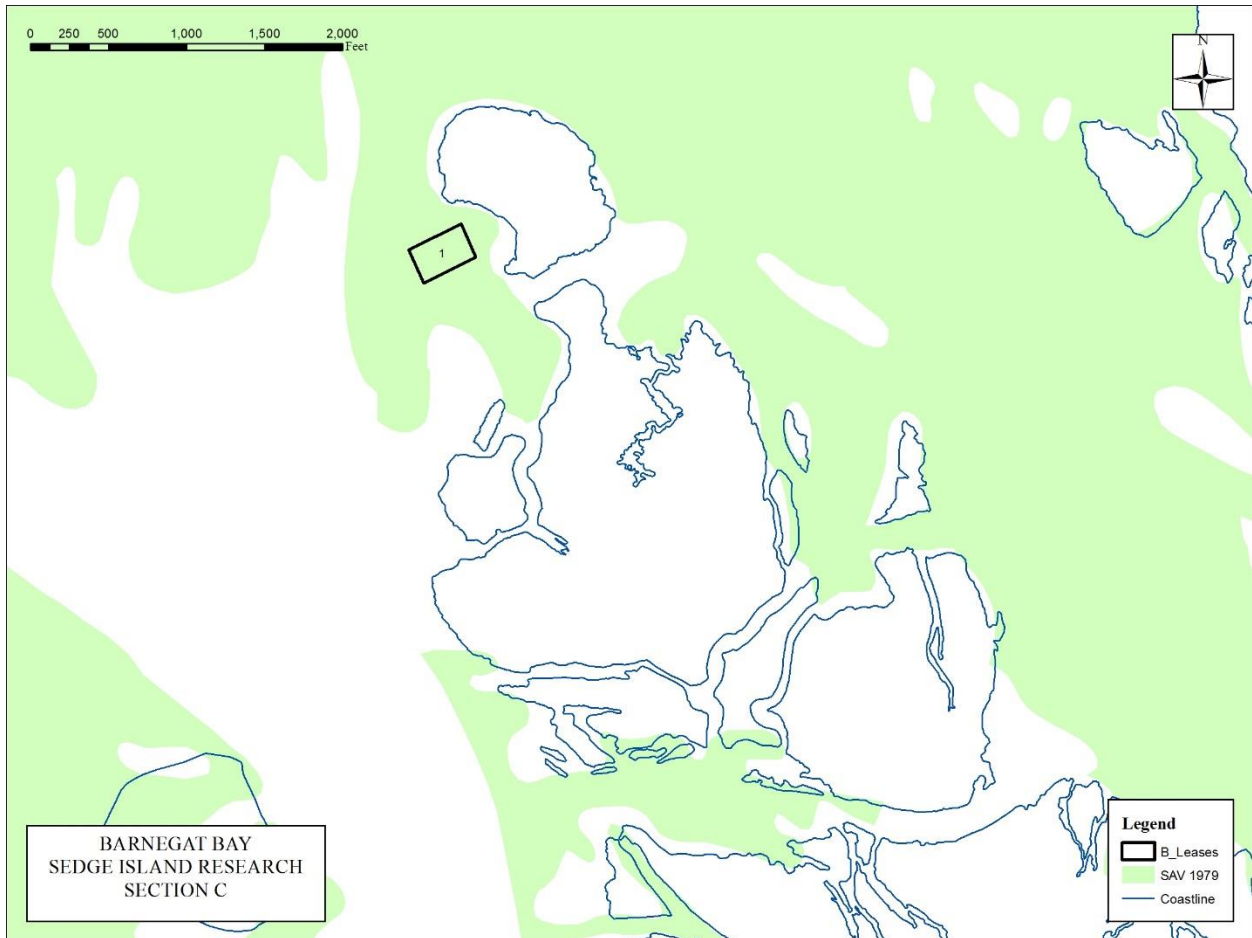 0 250 500 1,000 1,500 2,000
Feet
N
1
BARNEGAT BAY
SEDGE ISLAND RESEARCH
SECTION C
Legend
B_Leases
SAV 1979
Coastline